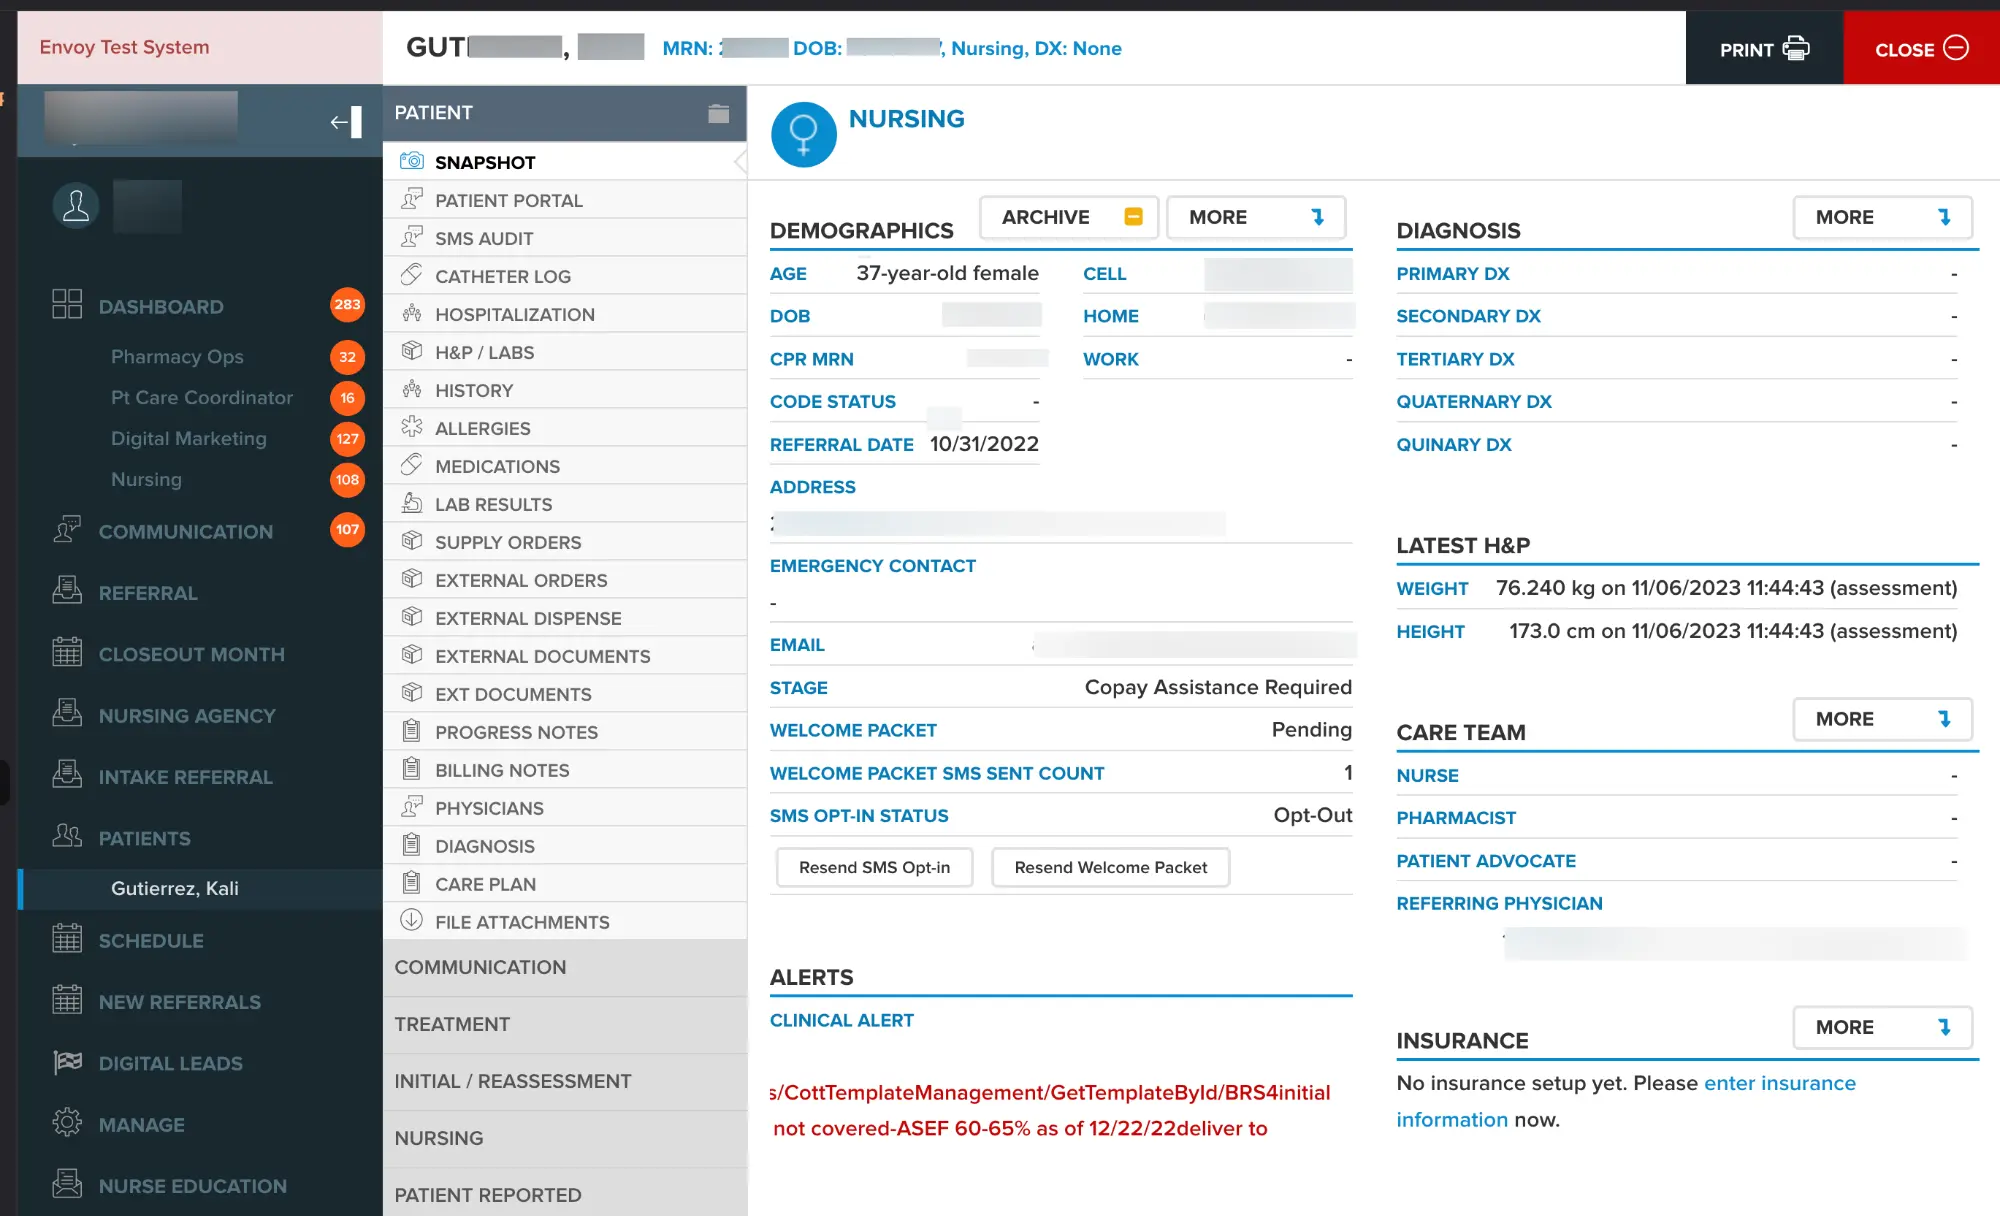 Envoy Test System
GUT , MRN: DOB: , Nursing, DX: None
PRINT
CLOSE
DASHBOARD 283
Pharmacy Ops 32
Pt Care Coordinator 16
Digital Marketing 127
Nursing 108
COMMUNICATION 107
REFERRAL
CLOSEOUT MONTH
NURSING AGENCY
INTAKE REFERRAL
PATIENTS
Gutierrez, Kali
SCHEDULE
NEW REFERRALS
DIGITAL LEADS
MANAGE
NURSE EDUCATION
PATIENT
SNAPSHOT
PATIENT PORTAL
SMS AUDIT
CATHETER LOG
HOSPITALIZATION
H&P / LABS
HISTORY
ALLERGIES
MEDICATIONS
LAB RESULTS
SUPPLY ORDERS
EXTERNAL ORDERS
EXTERNAL DISPENSE
EXTERNAL DOCUMENTS
EXT DOCUMENTS
PROGRESS NOTES
BILLING NOTES
PHYSICIANS
DIAGNOSIS
CARE PLAN
FILE ATTACHMENTS
COMMUNICATION
TREATMENT
INITIAL / REASSESSMENT
NURSING
PATIENT REPORTED
NURSING
DEMOGRAPHICS
ARCHIVE
MORE
AGE 37-year-old female
CELL
DOB
HOME
CPR MRN
WORK -
CODE STATUS -
REFERRAL DATE 10/31/2022
ADDRESS
EMERGENCY CONTACT
-
EMAIL
STAGE Copay Assistance Required
WELCOME PACKET Pending
WELCOME PACKET SMS SENT COUNT 1
SMS OPT-IN STATUS Opt-Out
Resend SMS Opt-in
Resend Welcome Packet
ALERTS
CLINICAL ALERT
s/CottTemplateManagement/GetTemplateById/BRS4initial
not covered-ASEF 60-65% as of 12/22/22deliver to
DIAGNOSIS
MORE
PRIMARY DX -
SECONDARY DX -
TERTIARY DX -
QUATERNARY DX -
QUINARY DX -
LATEST H&P
WEIGHT 76.240 kg on 11/06/2023 11:44:43 (assessment)
HEIGHT 173.0 cm on 11/06/2023 11:44:43 (assessment)
CARE TEAM
MORE
NURSE -
PHARMACIST -
PATIENT ADVOCATE -
REFERRING PHYSICIAN
INSURANCE
MORE
No insurance setup yet. Please enter insurance
information now.